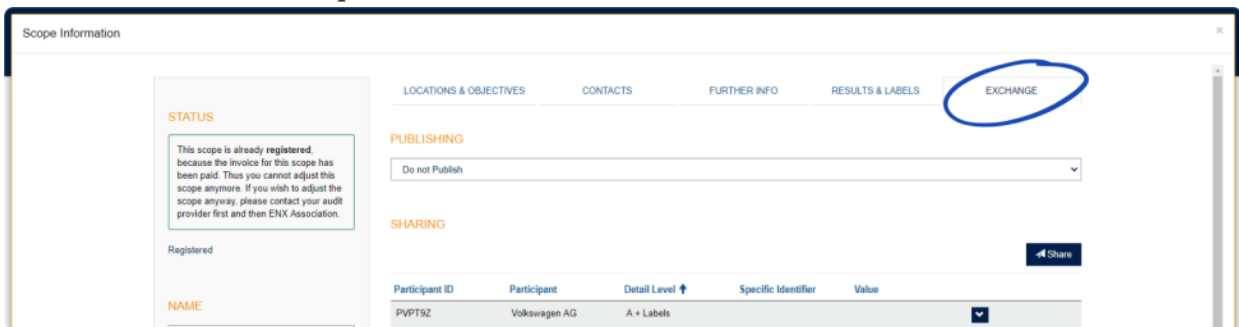 Scope Information
×
LOCATIONS & OBJECTIVES CONTACTS FURTHER INFO RESULTS & LABELS EXCHANGE
STATUS
This scope is already registered,
because the invoice for this scope has
been paid. Thus you cannot adjust this
scope anymore. If you wish to adjust the
scope anyway, please contact your audit
provider first and then ENX Association.
Registered
NAME
PUBLISHING
Do not Publish
SHARING
Share
Participant ID Participant Detail Level Specific Identifier Value
PVPT9Z Volkswagen AG A + Labels